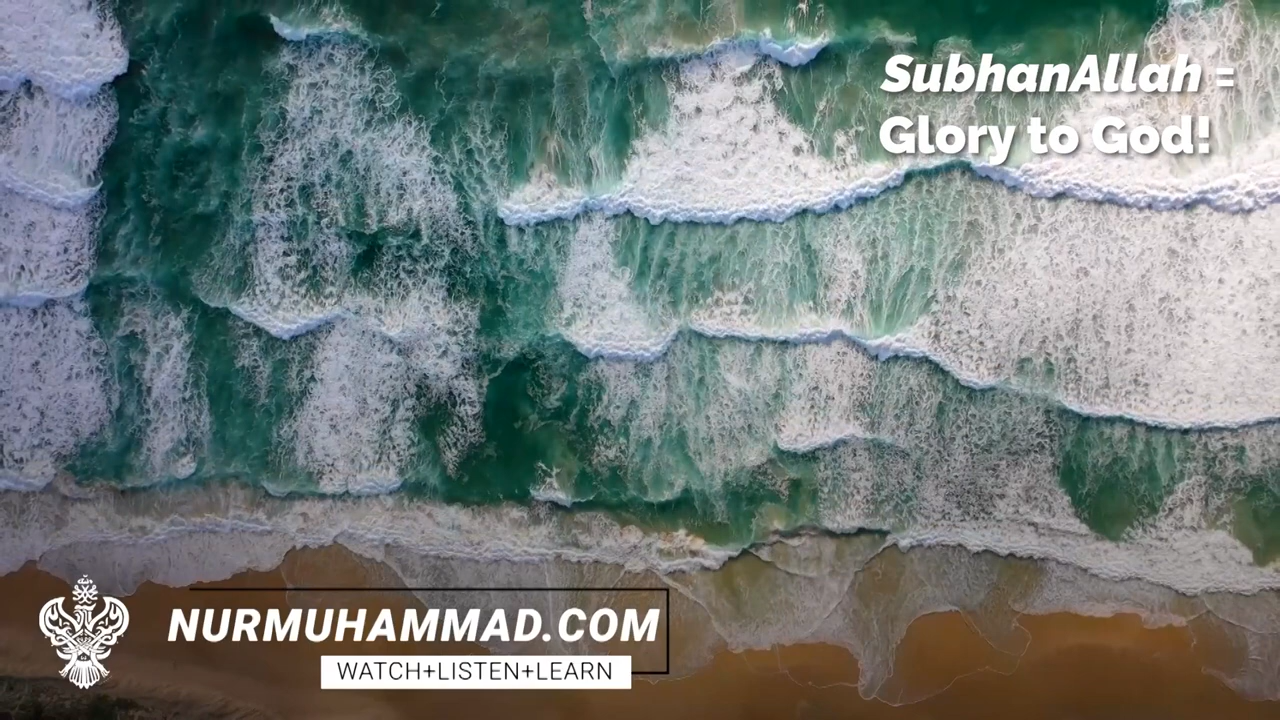 SubhanAllah =
Glory to God!
NURMUHAMMAD.COM
WATCH+LISTEN+LEARN